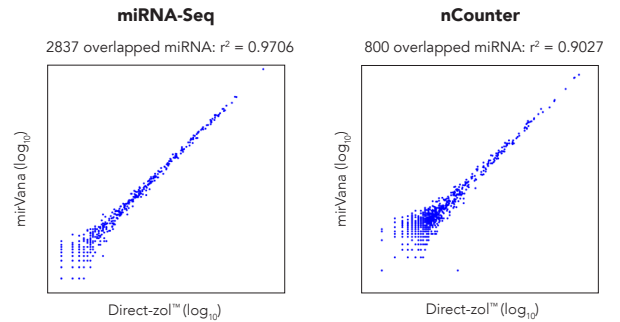 miRNA-Seq
2837 overlapped miRNA: r² = 0.9706
mirVana (log₁₀)
Direct-zol™ (log₁₀)
nCounter
800 overlapped miRNA: r² = 0.9027
mirVana (log₁₀)
Direct-zol™ (log₁₀)